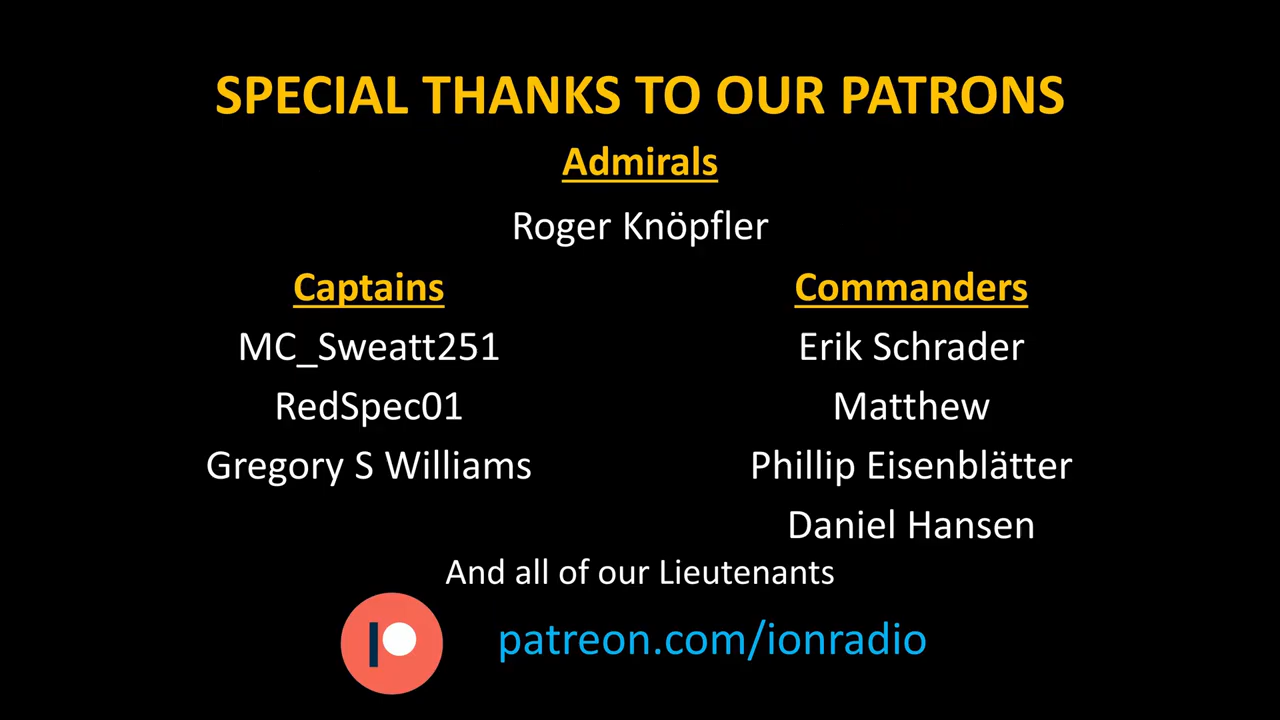 SPECIAL THANKS TO OUR PATRONS
Admirals
Roger Knöpfler
Captains
MC_Sweatt251
RedSpec01
Gregory S Williams
Commanders
Erik Schrader
Matthew
Phillip Eisenblätter
Daniel Hansen
And all of our Lieutenants
patreon.com/ionradio